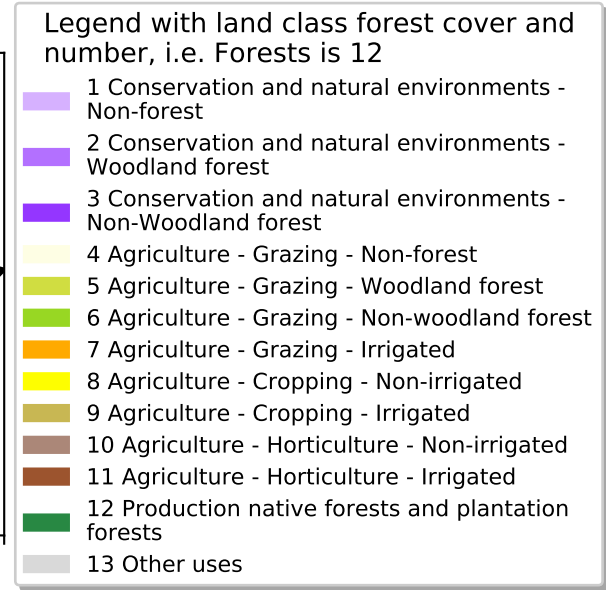 Legend with land class forest cover and
number, i.e. Forests is 12
1 Conservation and natural environments -
Non-forest
2 Conservation and natural environments -
Woodland forest
3 Conservation and natural environments -
Non-Woodland forest
4 Agriculture - Grazing - Non-forest
5 Agriculture - Grazing - Woodland forest
6 Agriculture - Grazing - Non-woodland forest
7 Agriculture - Grazing - Irrigated
8 Agriculture - Cropping - Non-irrigated
9 Agriculture - Cropping - Irrigated
10 Agriculture - Horticulture - Non-irrigated
11 Agriculture - Horticulture - Irrigated
12 Production native forests and plantation
forests
13 Other uses